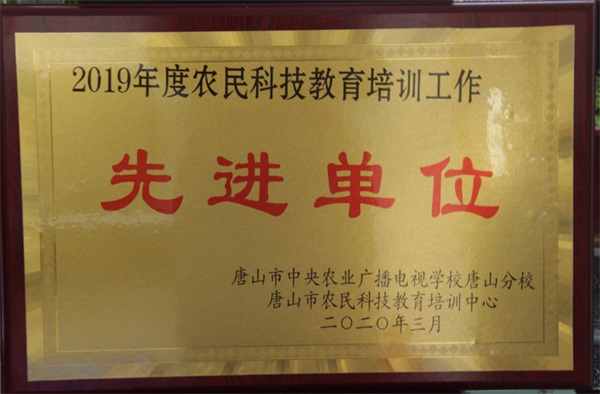 2019年度农民科技教育培训工作
先进单位
唐山市中央农业广播电视学校唐山分校
唐山市农民科技教育培训中心
二〇二〇年三月